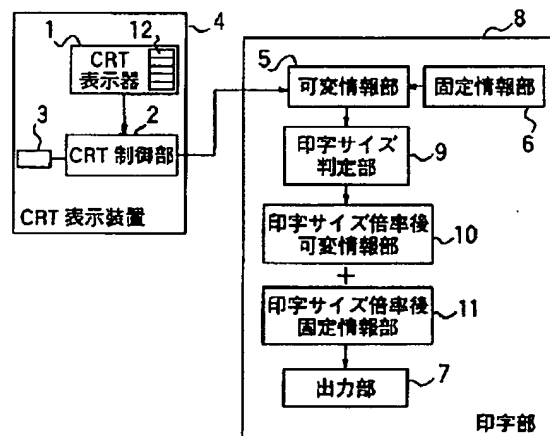 4
1
12
CRT
表示器
2
3
CRT 制御部
CRT 表示装置
8
5
可変情報部
固定情報部
6
印字サイズ
判定部
9
印字サイズ倍率後
可変情報部
10
+
印字サイズ倍率後
固定情報部
11
出力部
7
印字部